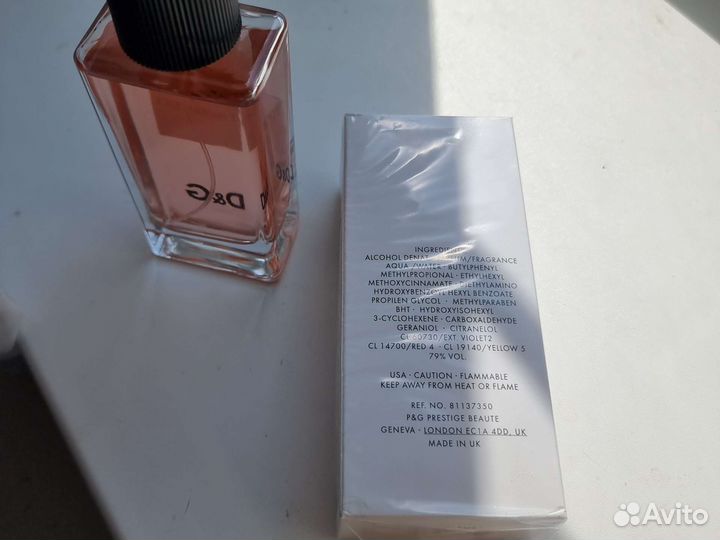 D&G
INGREDIENTS
ALCOHOL DENAT. /FRAGRANCE
AQUA /WATER · BUTYLPHENYL
METHYLPROPIONAL · ETHYLHEXYL
METHOXYCINNAMATE · DIETHYLAMINO
HYDROXYBENZOYL HEXYL BENZOATE
PROPILEN GLYCOL · METHYLPARABEN
BHT · HYDROXYISOHEXYL
3-CYCLOHEXENE · CARBOXALDEHYDE
GERANIOL · CITRANELOL
CL 60730/EXT. VIOLET2
CL 14700/RED 4 · CL 19140/YELLOW 5
79% VOL.
USA · CAUTION · FLAMMABLE
KEEP AWAY FROM HEAT OR FLAME
REF. NO. 81137350
P&G PRESTIGE BEAUTE
GENEVA · LONDON EC1A 4DD, UK
MADE IN UK
Avito